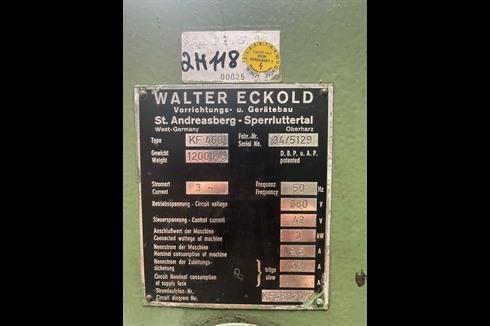 2H118
00025
WALTER ECKOLD
Vorrichtungs- u. Gerätebau
St. Andreasberg - Sperrluttertal
West-Germany Oberharz
Type KF 460 Fabr.-Nr. Serial No. 34/5129
Gewicht Weight 1200 KG D.B.P. u. A.P. patented
Stromart Current 3 ~ Frequenz Frequency 50 Hz
Betriebsspannung - Circuit voltage 380 V
Steuerspannung - Control current 42 V
Anschlußwert der Maschine
Connected wattage of machine 3 kW
Nennstrom der Maschine
Nominal consumption of machine A
Nennstrom der Zuleitungs-
sicherung träge A
Circuit Nominal consumption slow
of supply fuse A
Stromlaufplan-Nr.
Circuit diagram No.